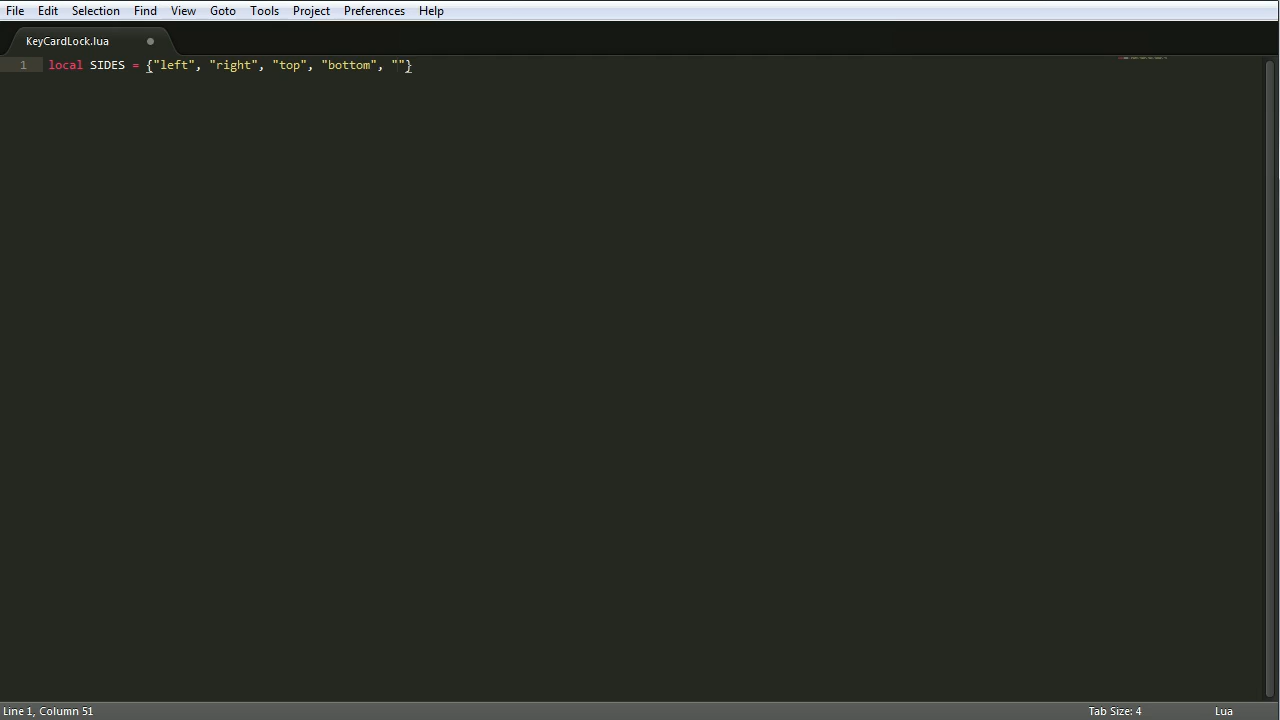 File Edit Selection Find View Goto Tools Project Preferences Help
KeyCardLock.lua
1 local SIDES = {"left", "right", "top", "bottom", ""}
Line 1, Column 51 Tab Size: 4 Lua